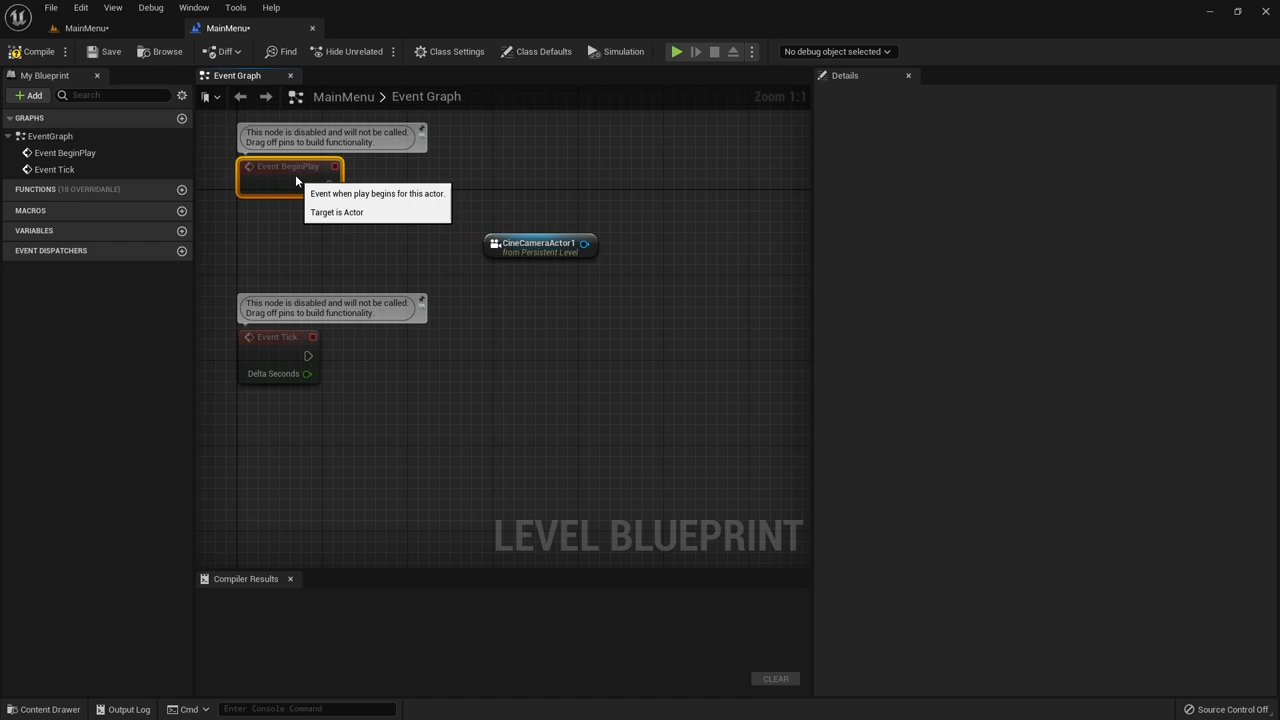 File Edit View Debug Window Tools Help
MainMenu* MainMenu*
Compile Save Browse Diff Find Hide Unrelated Class Settings Class Defaults Simulation No debug object selected
My Blueprint Event Graph Details
Add Search MainMenu > Event Graph Zoom 1:1
GRAPHS
EventGraph
Event BeginPlay
Event Tick
FUNCTIONS (18 OVERRIDABLE)
MACROS
VARIABLES
EVENT DISPATCHERS
This node is disabled and will not be called.
Drag off pins to build functionality.
Event BeginPlay
Event when play begins for this actor.
Target is Actor
CineCameraActor1
from Persistent Level
This node is disabled and will not be called.
Drag off pins to build functionality.
Event Tick
Delta Seconds
LEVEL BLUEPRINT
Compiler Results
CLEAR
Content Drawer Output Log Cmd Enter Console Command Source Control Off